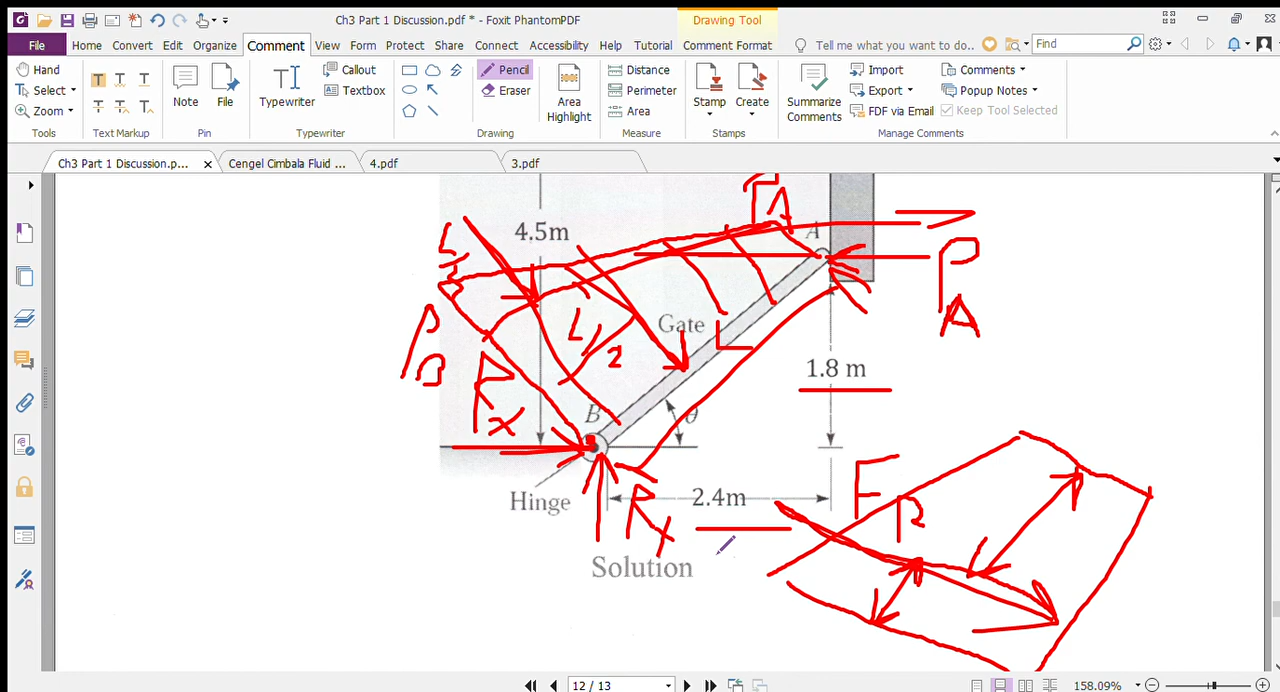 Ch3 Part 1 Discussion.pdf * - Foxit PhantomPDF
Drawing Tool
File Home Convert Edit Organize Comment View Form Protect Share Connect Accessibility Help Tutorial Comment Format
Tell me what you want to do..
Find
Hand
Select
Zoom
Tools
Text Markup
Note
File
Pin
Typewriter
Callout
Textbox
Typewriter
Pencil
Eraser
Drawing
Area Highlight
Distance
Perimeter
Area
Measure
Stamp
Create
Stamps
Summarize Comments
Import
Export
FDF via Email
Comments
Popup Notes
Keep Tool Selected
Manage Comments
Ch3 Part 1 Discussion.p...
Cengel Cimbala Fluid ...
4.pdf
3.pdf
4.5m
A
P
A
Gate
L
L/2
1.8 m
R
x
B
θ
Hinge
2.4m
R
x
F
R
Solution
12 / 13
158.09%